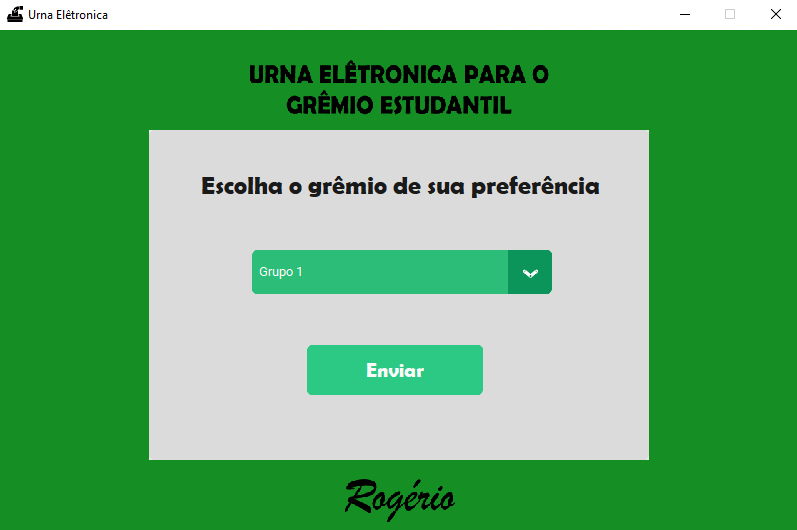 Urna Elêtronica
URNA ELÊTRONICA PARA O
GRÊMIO ESTUDANTIL
Escolha o grêmio de sua preferência
Grupo 1
Enviar
Rogério